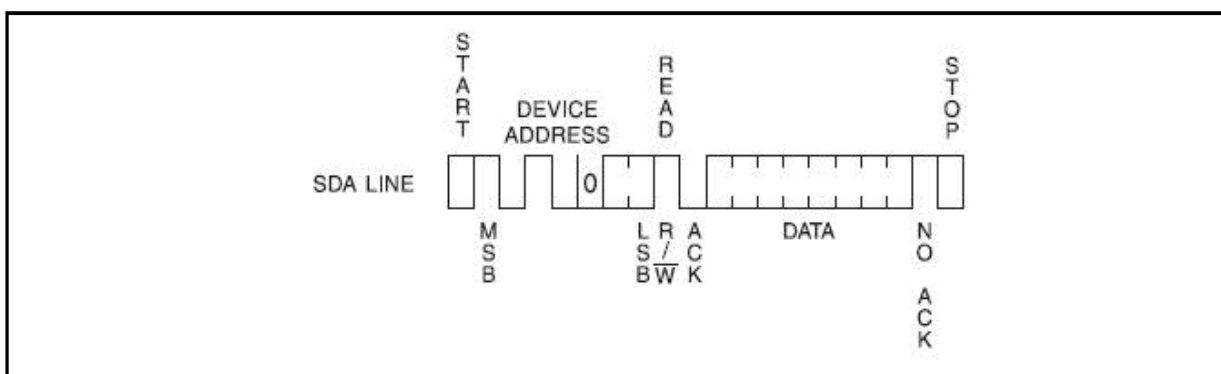 START
READ
STOP
DEVICE
ADDRESS
SDA LINE
0
MSB
LSB
R/W
ACK
DATA
NO ACK